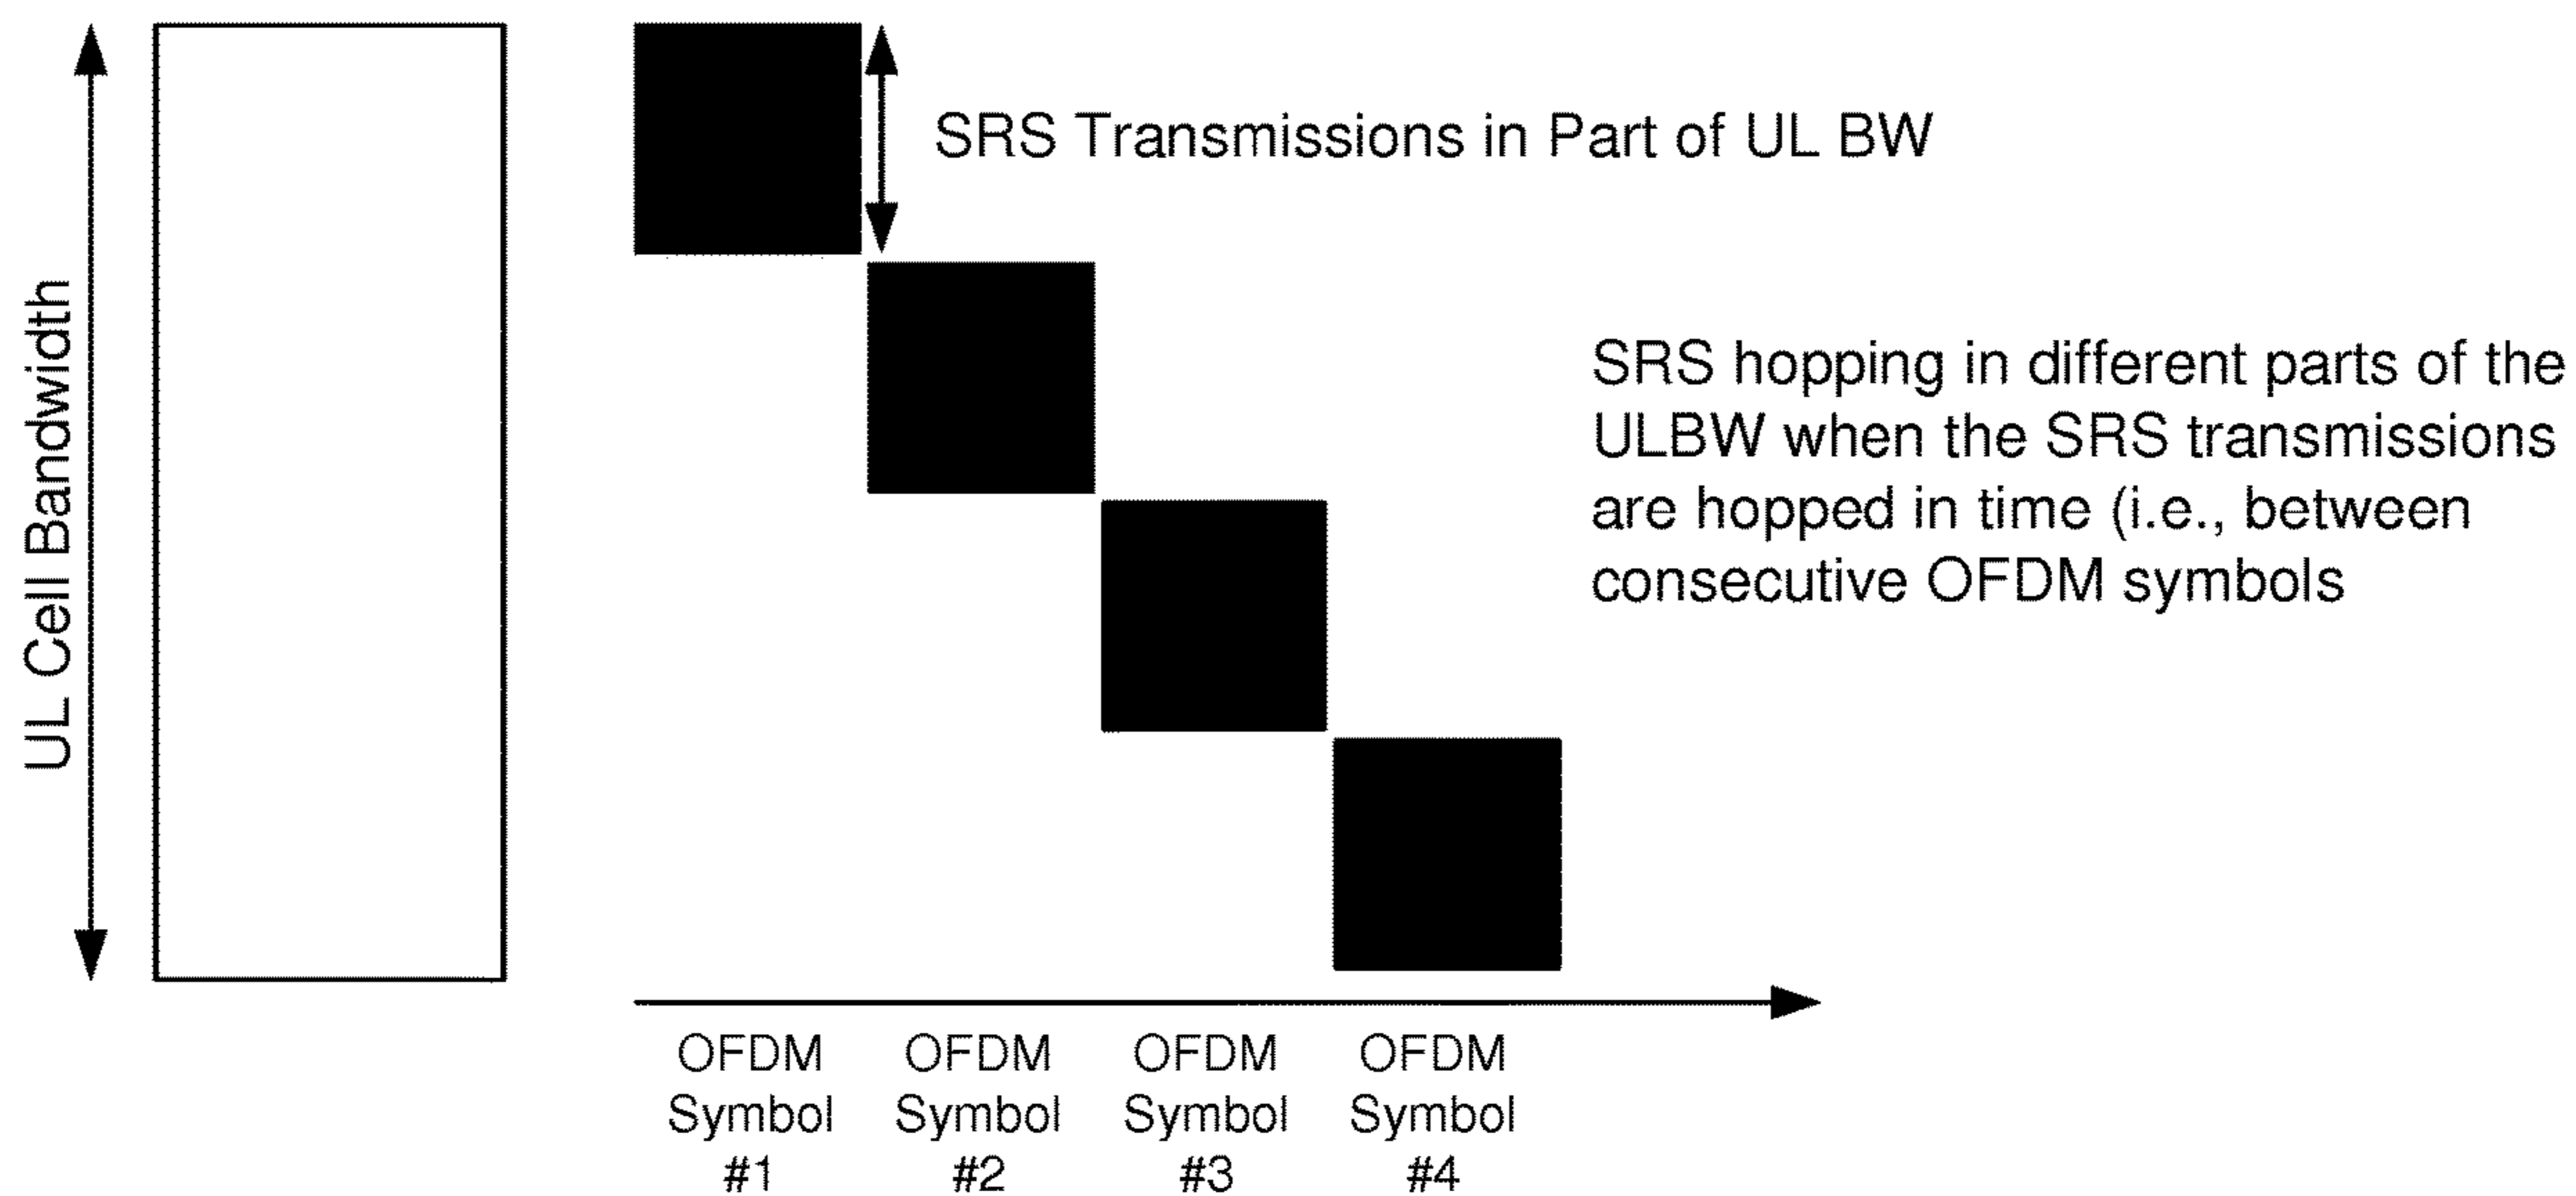 UL Cell Bandwidth
SRS Transmissions in Part of UL BW
SRS hopping in different parts of the
ULBW when the SRS transmissions
are hopped in time (i.e., between
consecutive OFDM symbols
OFDM
Symbol
#1
OFDM
Symbol
#2
OFDM
Symbol
#3
OFDM
Symbol
#4